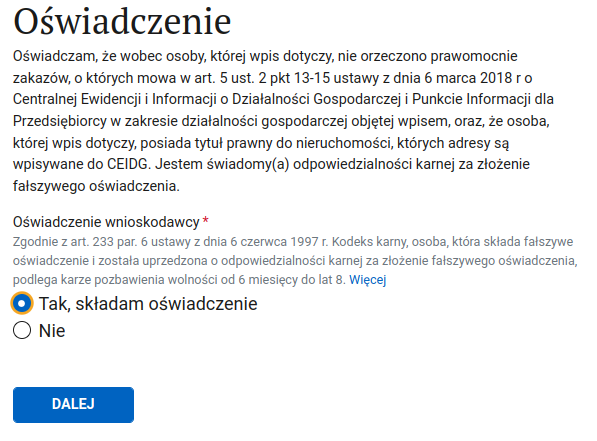 Oświadczenie
Oświadczam, że wobec osoby, której wpis dotyczy, nie orzeczono prawomocnie
zakazów, o których mowa w art. 5 ust. 2 pkt 13-15 ustawy z dnia 6 marca 2018 r o
Centralnej Ewidencji i Informacji o Działalności Gospodarczej i Punkcie Informacji dla
Przedsiębiorcy w zakresie działalności gospodarczej objętej wpisem, oraz, że osoba,
której wpis dotyczy, posiada tytuł prawny do nieruchomości, których adresy są
wpisywane do CEIDG. Jestem świadomy(a) odpowiedzialności karnej za złożenie
fałszywego oświadczenia.
Oświadczenie wnioskodawcy *
Zgodnie z art. 233 par. 6 ustawy z dnia 6 czerwca 1997 r. Kodeks karny, osoba, która składa fałszywe
oświadczenie i została uprzedzona o odpowiedzialności karnej za złożenie fałszywego oświadczenia,
podlega karze pozbawienia wolności od 6 miesięcy do lat 8. Więcej
Tak, składam oświadczenie
Nie
DALEJ